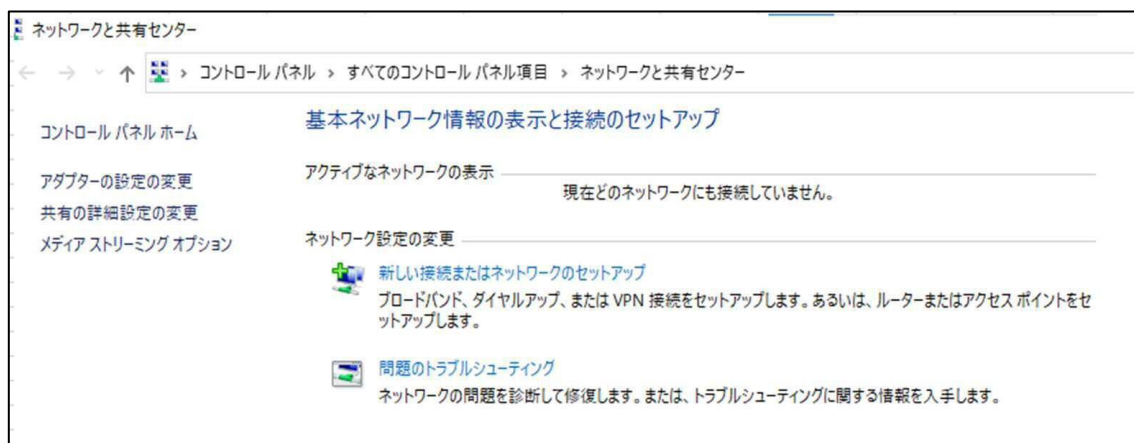 ネットワークと共有センター
コントロール パネル › すべてのコントロール パネル項目 › ネットワークと共有センター
コントロール パネル ホーム
アダプターの設定の変更
共有の詳細設定の変更
メディア ストリーミング オプション
基本ネットワーク情報の表示と接続のセットアップ
アクティブなネットワークの表示
現在どのネットワークにも接続していません。
ネットワーク設定の変更
新しい接続またはネットワークのセットアップ
ブロードバンド、ダイヤルアップ、または VPN 接続をセットアップします。あるいは、ルーターまたはアクセス ポイントをセ
ットアップします。
問題のトラブルシューティング
ネットワークの問題を診断して修復します。または、トラブルシューティングに関する情報を入手します。